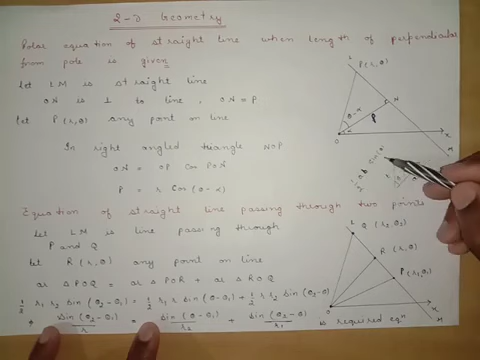 2-D Geometry
Polar equation of straight line when length of perpendicular
from pole is given
Let LM is straight line
ON is ⊥ to line, ON = P
Let P(r, θ) any point on line
In right angled triangle NOP
ON = OP Cos PON
P = r Cos (θ - α)
Equation of straight line passing through two points
Let LM is line passing through
P and Q
Let R (r, θ) any point on line
ar Δ POQ = ar Δ POR + ar Δ ROQ
1/2 r₁ r₂ sin (θ₂ - θ₁) = 1/2 r₁ r sin (θ - θ₁) + 1/2 r r₂ sin (θ₂ - θ)
sin (θ₂ - θ₁)/r = sin (θ - θ₁)/r₂ + sin (θ₂ - θ)/r₁ is required eqⁿ
L
P(r, θ)
N
θ - α
P
α
O
x
M
L
Q (r₂, θ₂)
R (r, θ)
P(r₁, θ₁)
O
x
M